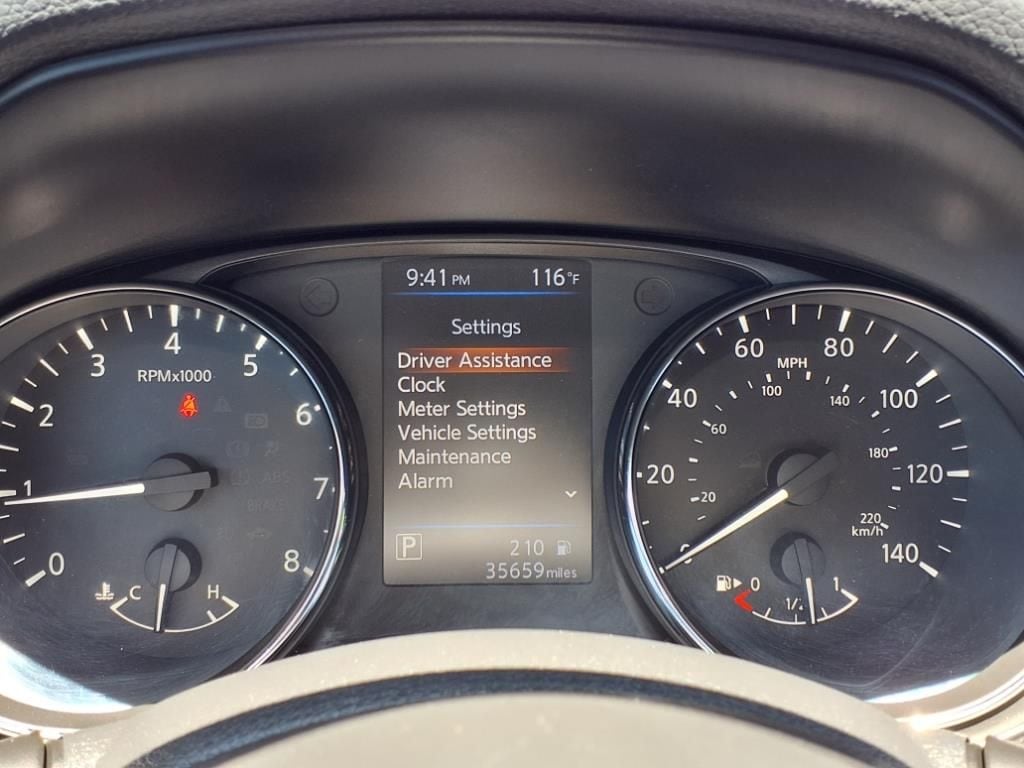 9:41 PM 116°F
Settings
Driver Assistance
Clock
Meter Settings
Vehicle Settings
Maintenance
Alarm
P 210
35659 miles
0 1 2 3 4 5 6 7 8
RPMx1000
ABS
BRAKE
C H
0 20 40 60 80 100 120 140
MPH
20 60 100 140 180 220
km/h
0 1/2 1